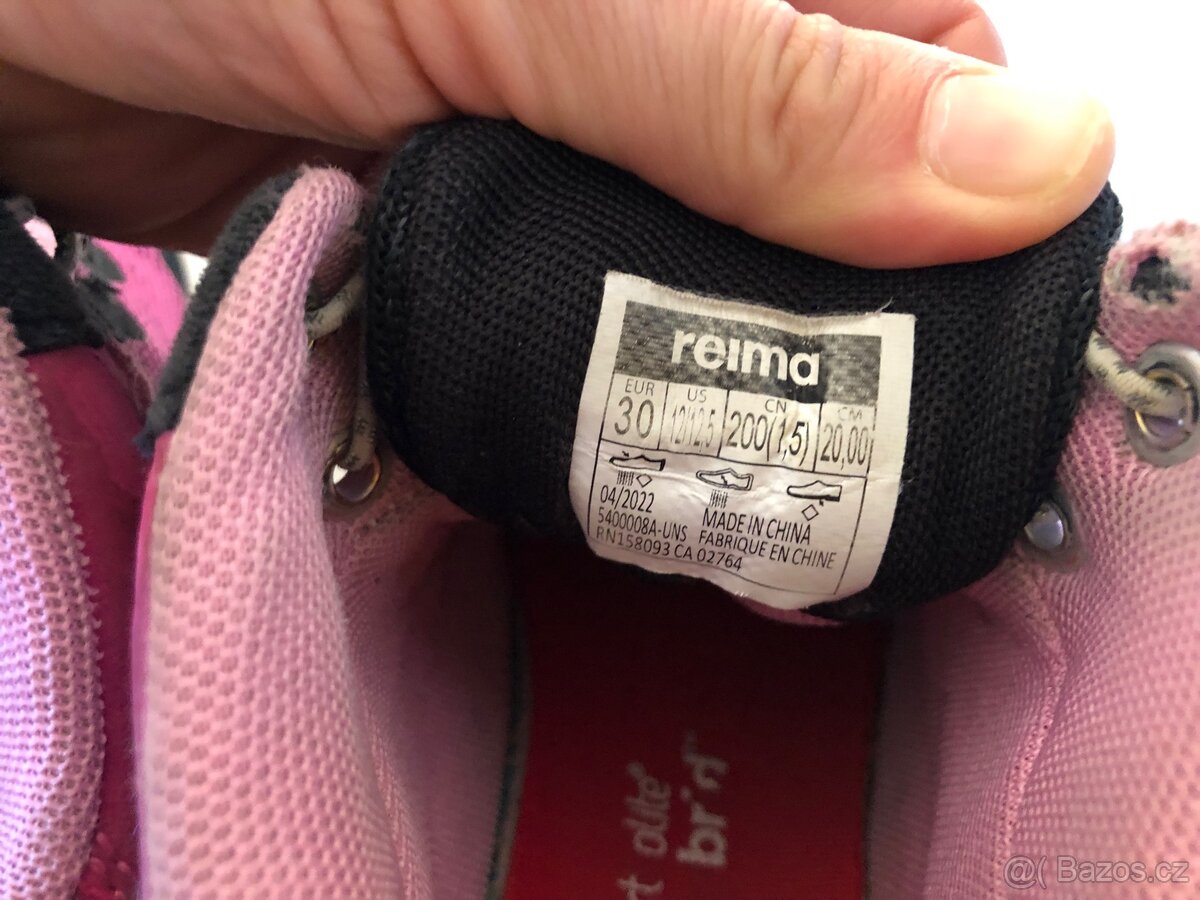 reima
EUR US CN CM
30 12/12,5 200(1,5) 20,00
04/2022
5400008A-UNS MADE IN CHINA
RN158093 CA 02764 FABRIQUE EN CHINE
@( Bazos.cz